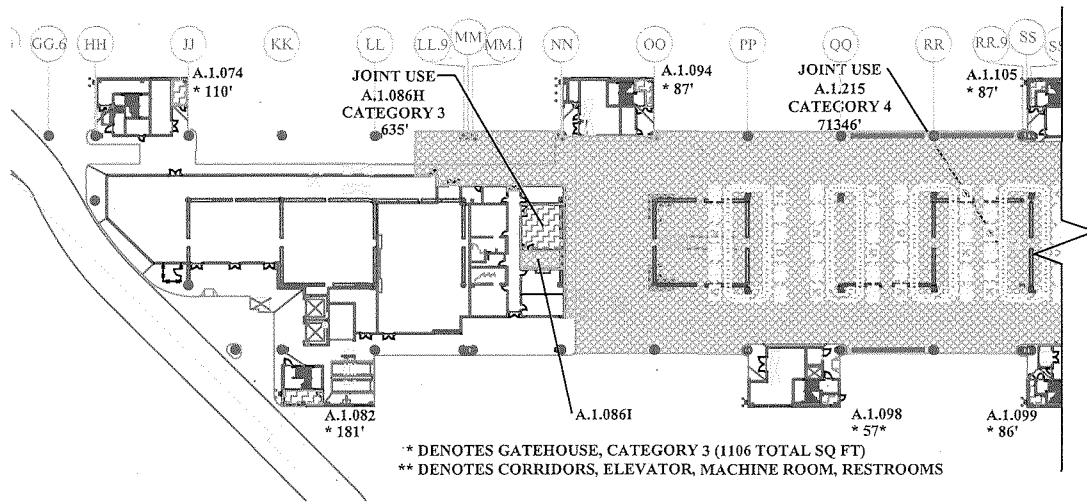 GG.6 HH JJ KK LL LL.9 MM MM.1 NN OO PP QQ RR RR.9 SS
A.1.074
* 110'
JOINT USE
A.1.086H
CATEGORY 3
635'
A.1.094
* 87'
JOINT USE
A.1.215
CATEGORY 4
71346'
A.1.105
* 87'
A.1.082
* 181'
A.1.086I
A.1.098
* 57*
A.1.099
* 86'
* DENOTES GATEHOUSE, CATEGORY 3 (1106 TOTAL SQ FT)
** DENOTES CORRIDORS, ELEVATOR, MACHINE ROOM, RESTROOMS